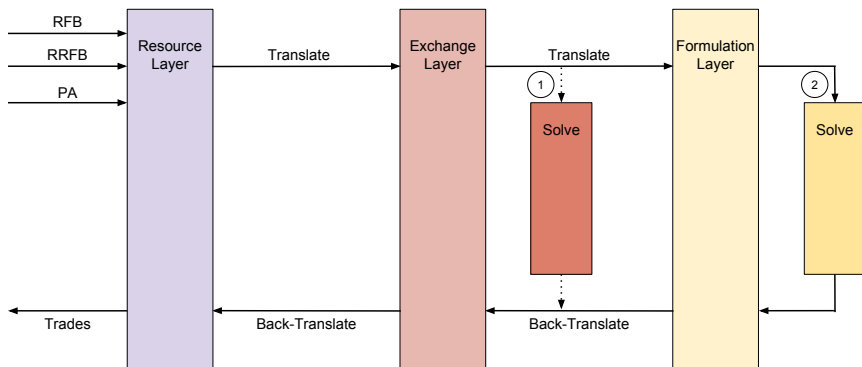 RFB
RRFB
PA
Resource
Layer
Translate
Exchange
Layer
Translate
Formulation
Layer
1
Solve
2
Solve
Trades
Back-Translate
Back-Translate